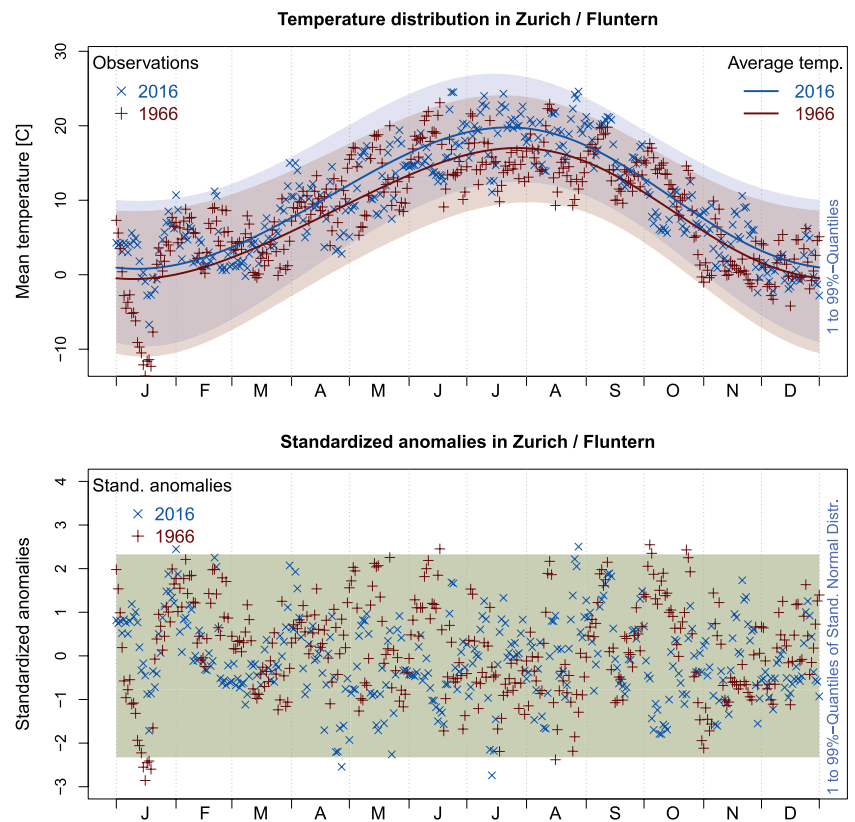 Temperature distribution in Zurich / Fluntern
Observations
2016
1966
Average temp.
2016
1966
Mean temperature [C]
30
20
10
0
−10
1 to 99%−Quantiles
J F M A M J J A S O N D
Standardized anomalies in Zurich / Fluntern
Stand. anomalies
2016
1966
Standardized anomalies
4
3
2
1
0
−1
−2
−3
1 to 99%−Quantiles of Stand. Normal Distr.
J F M A M J J A S O N D